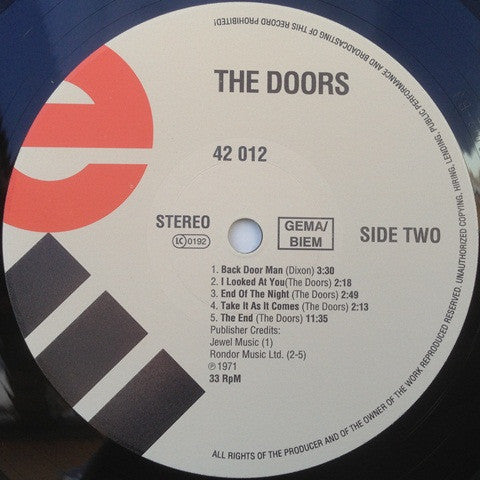 THE DOORS
42 012
STEREO
LC 0192
GEMA/
BIEM
SIDE TWO
1. Back Door Man (Dixon) 3:30
2. I Looked At You(The Doors) 2:18
3. End Of The Night (The Doors) 2:49
4. Take It As It Comes (The Doors) 2:13
5. The End (The Doors) 11:35
Publisher Credits:
Jewel Music (1)
Rondor Music Ltd. (2-5)
℗ 1971
33 RpM
ALL RIGHTS OF THE PRODUCER AND OF THE OWNER OF THE WORK REPRODUCED RESERVED. UNAUTHORIZED COPYING, HIRING, LENDING, PUBLIC PERFORMANCE AND BROADCASTING OF THIS RECORD PROHIBITED!